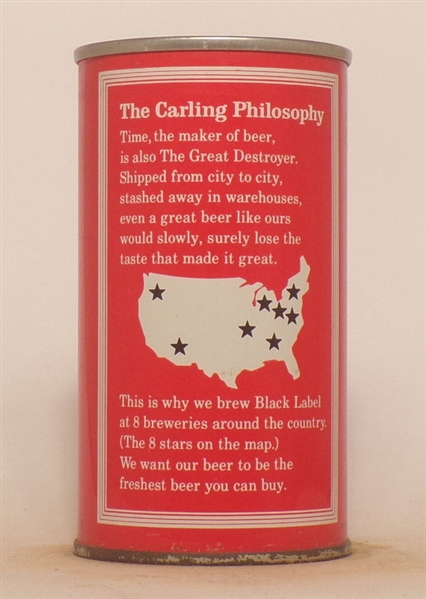 The Carling Philosophy
Time, the maker of beer,
is also The Great Destroyer.
Shipped from city to city,
stashed away in warehouses,
even a great beer like ours
would slowly, surely lose the
taste that made it great.
This is why we brew Black Label
at 8 breweries around the country.
(The 8 stars on the map.)
We want our beer to be the
freshest beer you can buy.